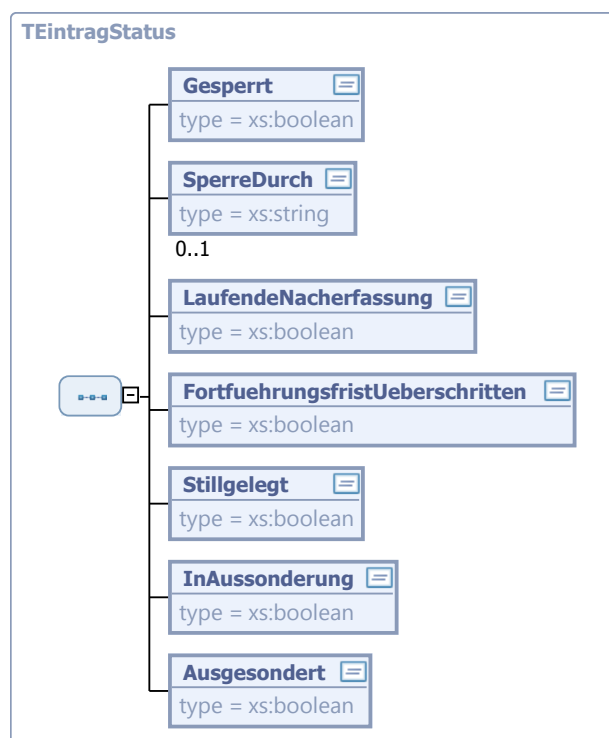 TEintragStatus
Gesperrt
type = xs:boolean
SperreDurch
type = xs:string
0..1
LaufendeNacherfassung
type = xs:boolean
FortfuehrungsfristUeberschritten
type = xs:boolean
Stillgelegt
type = xs:boolean
InAussonderung
type = xs:boolean
Ausgesondert
type = xs:boolean